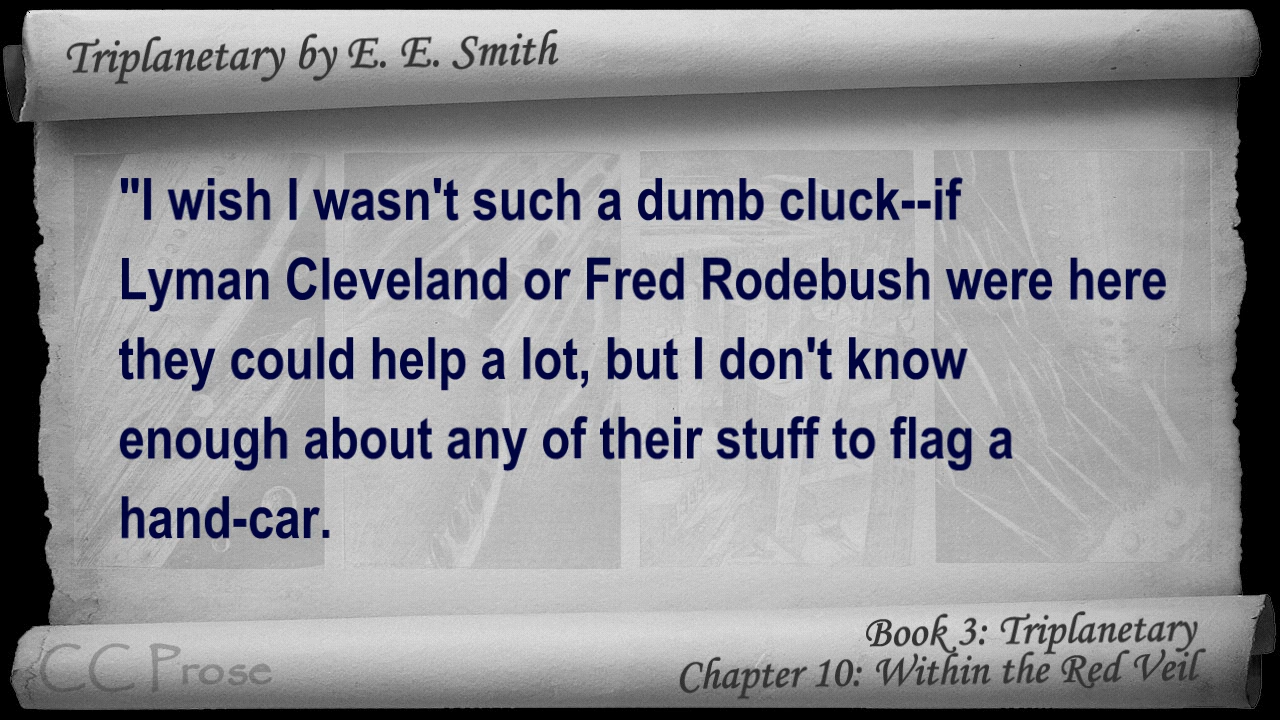 Triplanetary by E. E. Smith
"I wish I wasn't such a dumb cluck--if
Lyman Cleveland or Fred Rodebush were here
they could help a lot, but I don't know
enough about any of their stuff to flag a
hand-car.
Book 3: Triplanetary
Chapter 10: Within the Red Veil
CC Prose